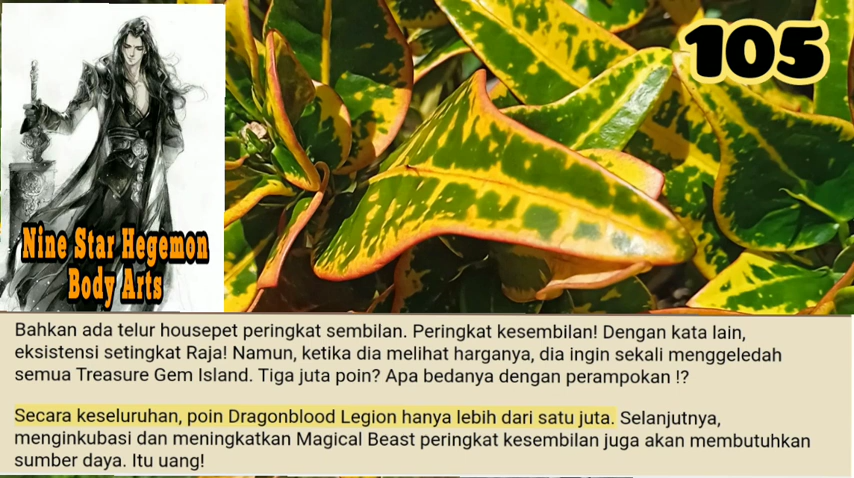 105
Nine Star Hegemon
Body Arts
Bahkan ada telur housepet peringkat sembilan. Peringkat kesembilan! Dengan kata lain,
eksistensi setingkat Raja! Namun, ketika dia melihat harganya, dia ingin sekali menggeledah
semua Treasure Gem Island. Tiga juta poin? Apa bedanya dengan perampokan !?
Secara keseluruhan, poin Dragonblood Legion hanya lebih dari satu juta. Selanjutnya,
menginkubasi dan meningkatkan Magical Beast peringkat kesembilan juga akan membutuhkan
sumber daya. Itu uang!